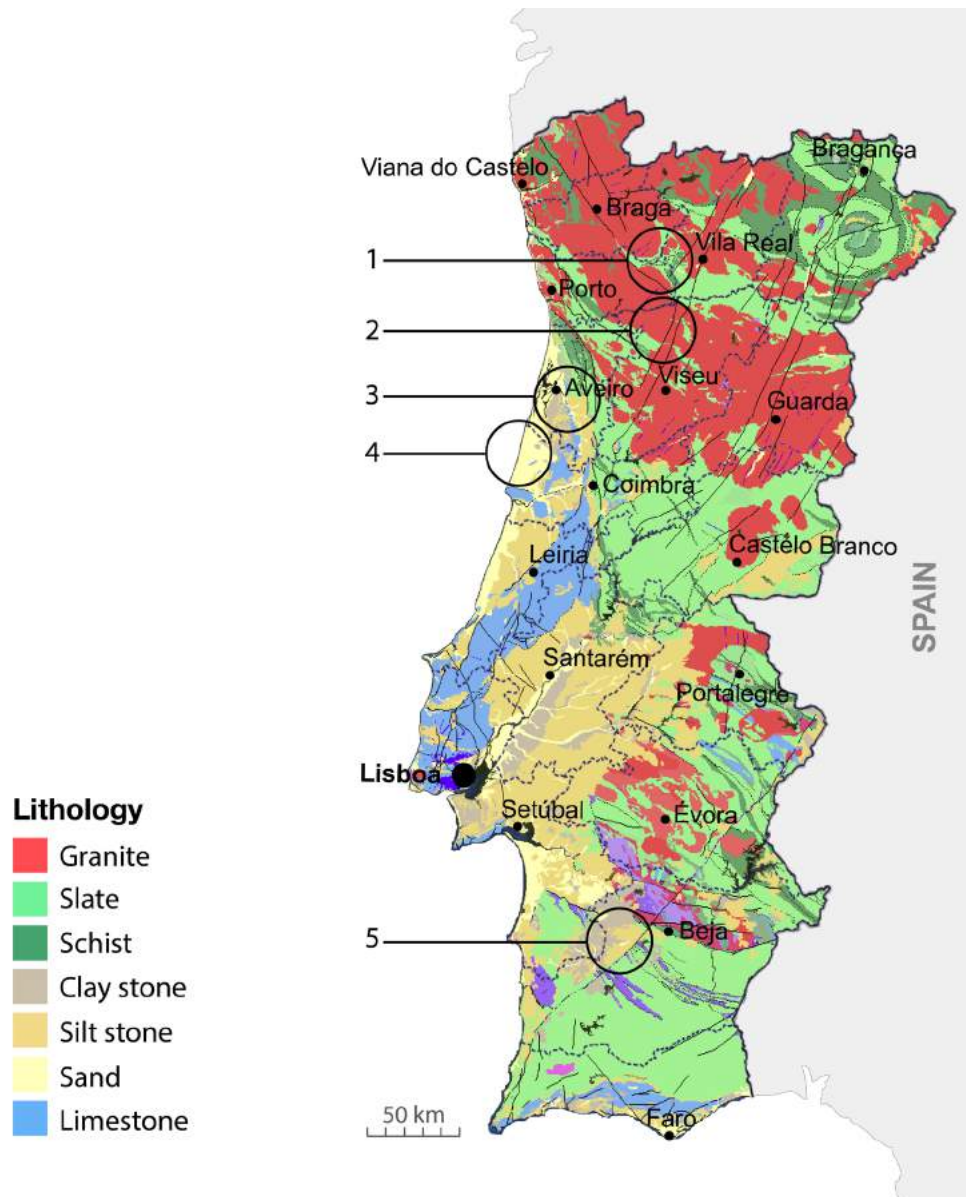 Viana do Castelo
Bragança
Braga
1
Vila Real
Porto
2
3
Aveiro
Viseu
Guarda
4
Coimbra
Castelo Branco
Leiria
SPAIN
Santarém
Portalegre
Lisboa
Setúbal
Évora
5
Beja
Faro
Lithology
Granite
Slate
Schist
Clay stone
Silt stone
Sand
Limestone
50 km